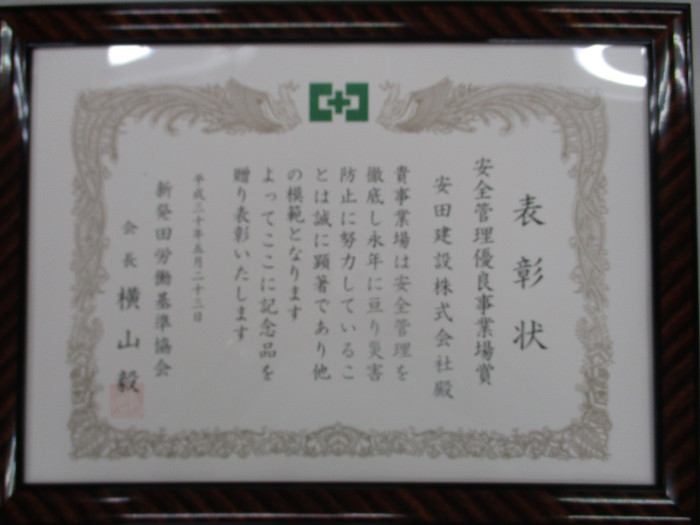 表彰状
安全管理優良事業場賞
安田建設株式会社殿
貴事業場は安全管理を
徹底し永年に亘り災害
防止に努力しているこ
とは誠に顕著であり他
の模範となります
よってここに記念品を
贈り表彰いたします
平成二十年五月二十三日
新発田労働基準協会
会長 横山毅